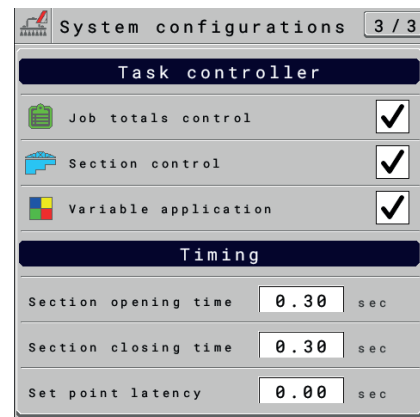 System configurations 3/3
Task controller
Job totals control
Section control
Variable application
Timing
Section opening time 0.30 sec
Section closing time 0.30 sec
Set point latency 0.00 sec